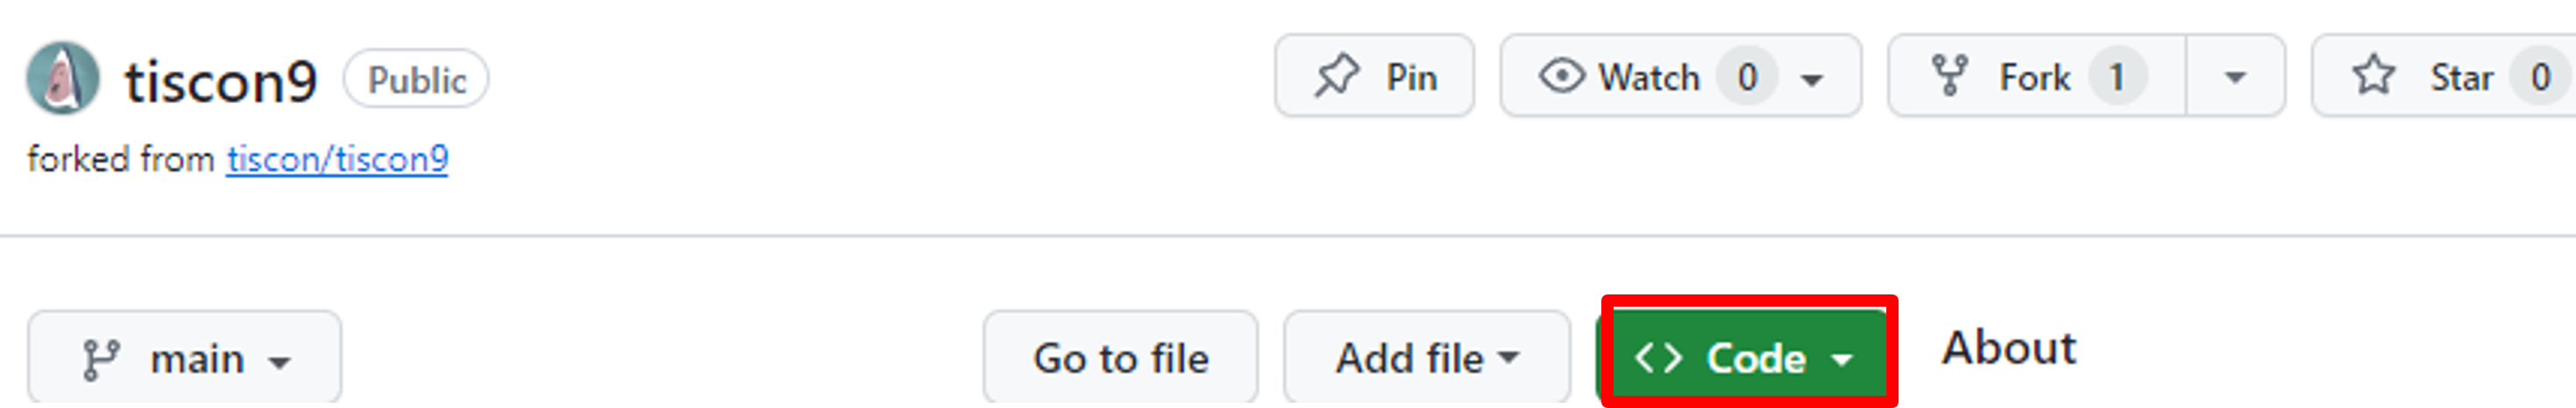 tiscon9 Public Pin Watch 0 Fork 1 Star 0
forked from tiscon/tiscon9
main Go to file Add file <> Code About